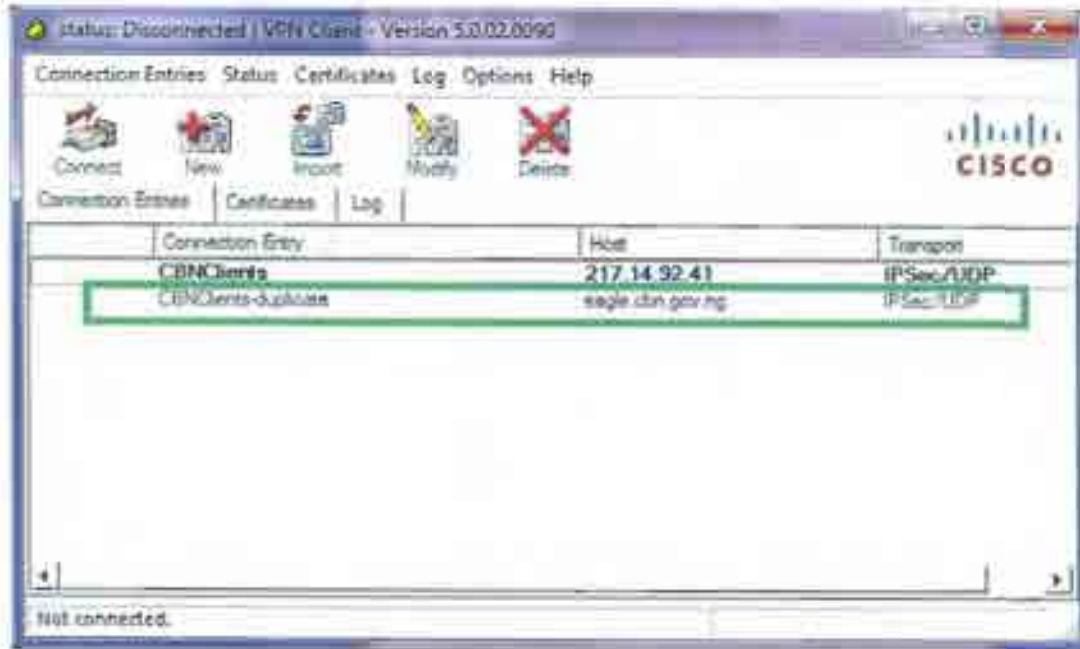 status: Disconnected | VPN Client - Version 5.0.02.0090
Connection Entries Status Certificates Log Options Help
Connect New Import Modify Delete
CISCO
Connection Entries Certificates Log
Connection Entry Host Transport
CBNClients 217.14.92.41 IPSec/UDP
CBNClients-duplicate eagle.cbn.gov.ng IPSec/UDP
Not connected.